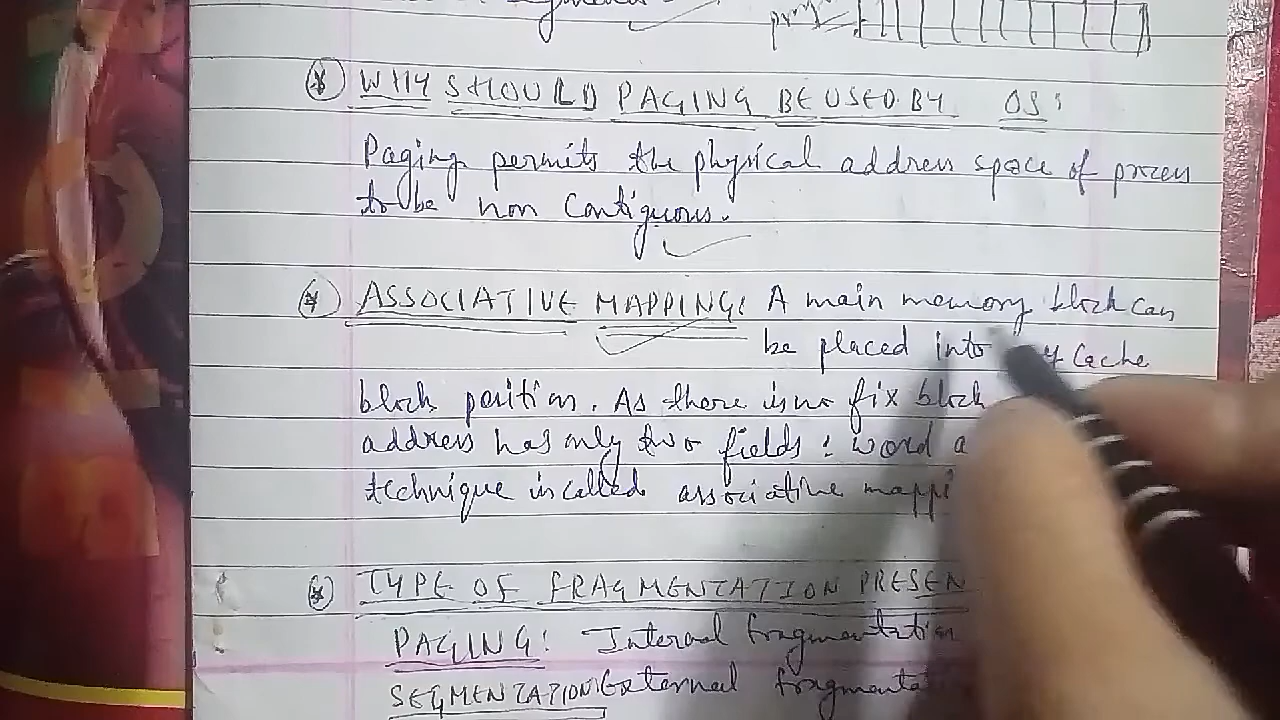 WHY SHOULD PAGING BE USED BY OS:
Paging permits the physical address space of process
to be non contiguous.
ASSOCIATIVE MAPPING: A main memory block can
be placed into Cache
block position. As there is no fix block
address has only two fields : word
technique is called associative
TYPE OF FRAGMENTATION
PAGING: Internal fragmentation
SEGMENTATION: External